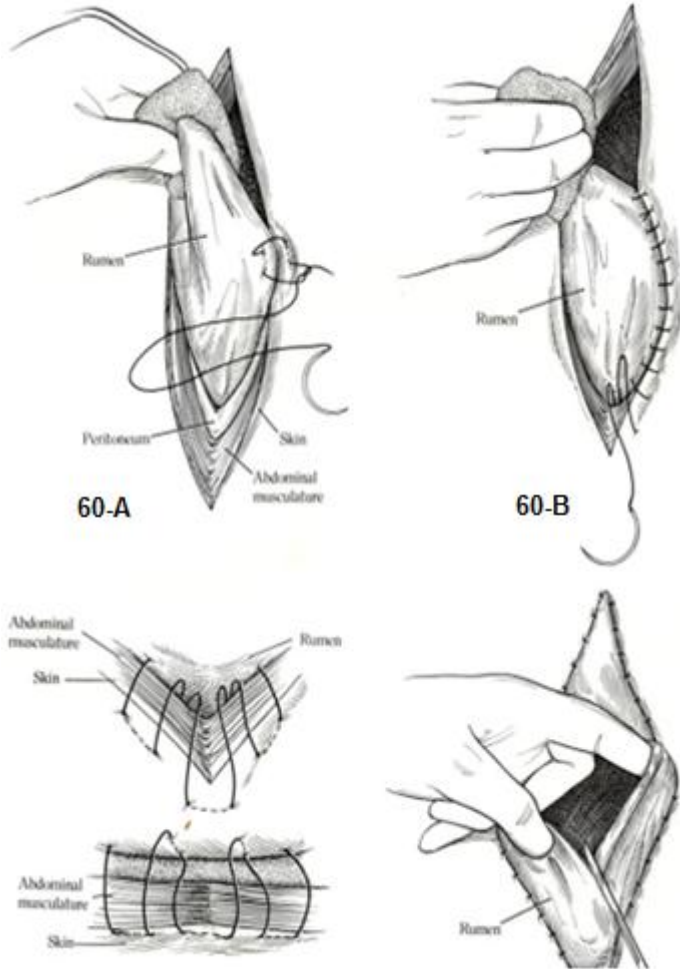 Rumen
Peritoneum
Skin
Abdominal
musculature
60-A
Rumen
60-B
Abdominal
musculature
Rumen
Skin
Abdominal
musculature
Skin
Rumen